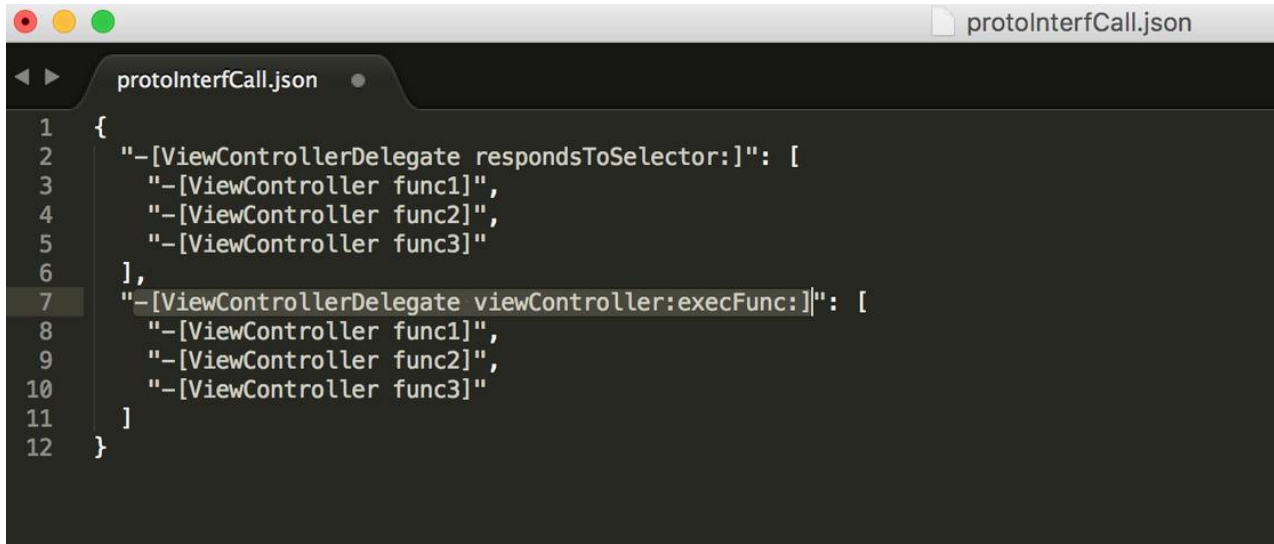 protoInterfCall.json
protoInterfCall.json
1 {
2 "-[ViewControllerDelegate respondsToSelector:]": [
3 "-[ViewController func1]",
4 "-[ViewController func2]",
5 "-[ViewController func3]"
6 ],
7 "-[ViewControllerDelegate viewController:execFunc:]": [
8 "-[ViewController func1]",
9 "-[ViewController func2]",
10 "-[ViewController func3]"
11 ]
12 }